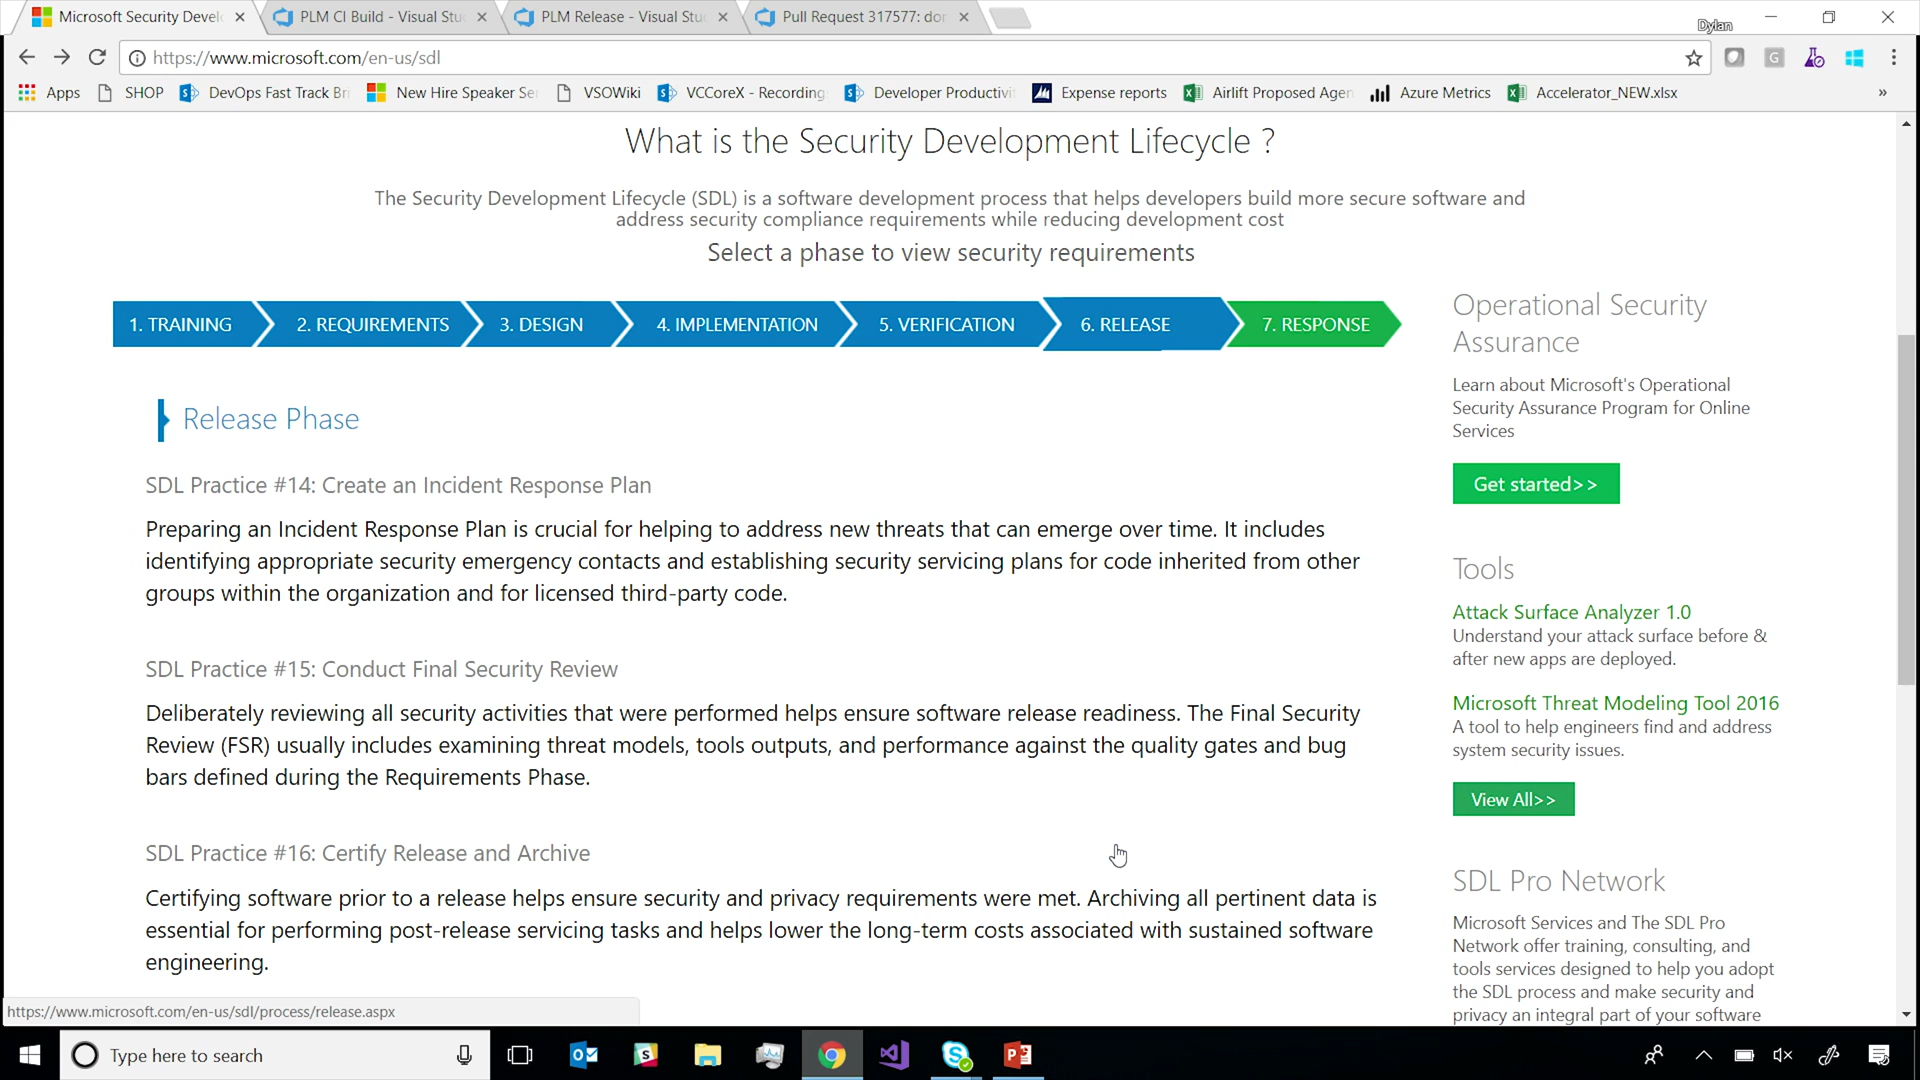 Microsoft Security Devel
PLM CI Build - Visual Stu
PLM Release - Visual Stu
Pull Request 317577: dor
Dylan
https://www.microsoft.com/en-us/sdl
G
Apps
SHOP
DevOps Fast Track Br
New Hire Speaker Se
VSOWiki
VCCoreX - Recording
Developer Productivi
Expense reports
Airlift Proposed Agen
Azure Metrics
Accelerator_NEW.xlsx
»
What is the Security Development Lifecycle ?
The Security Development Lifecycle (SDL) is a software development process that helps developers build more secure software and
address security compliance requirements while reducing development cost
Select a phase to view security requirements
1. TRAINING
2. REQUIREMENTS
3. DESIGN
4. IMPLEMENTATION
5. VERIFICATION
6. RELEASE
7. RESPONSE
Release Phase
SDL Practice #14: Create an Incident Response Plan
Preparing an Incident Response Plan is crucial for helping to address new threats that can emerge over time. It includes
identifying appropriate security emergency contacts and establishing security servicing plans for code inherited from other
groups within the organization and for licensed third-party code.
SDL Practice #15: Conduct Final Security Review
Deliberately reviewing all security activities that were performed helps ensure software release readiness. The Final Security
Review (FSR) usually includes examining threat models, tools outputs, and performance against the quality gates and bug
bars defined during the Requirements Phase.
SDL Practice #16: Certify Release and Archive
Certifying software prior to a release helps ensure security and privacy requirements were met. Archiving all pertinent data is
essential for performing post-release servicing tasks and helps lower the long-term costs associated with sustained software
engineering.
Operational Security
Assurance
Learn about Microsoft's Operational
Security Assurance Program for Online
Services
Get started>>
Tools
Attack Surface Analyzer 1.0
Understand your attack surface before &
after new apps are deployed.
Microsoft Threat Modeling Tool 2016
A tool to help engineers find and address
system security issues.
View All>>
SDL Pro Network
Microsoft Services and The SDL Pro
Network offer training, consulting, and
tools services designed to help you adopt
the SDL process and make security and
privacy an integral part of your software
https://www.microsoft.com/en-us/sdl/process/release.aspx
Type here to search